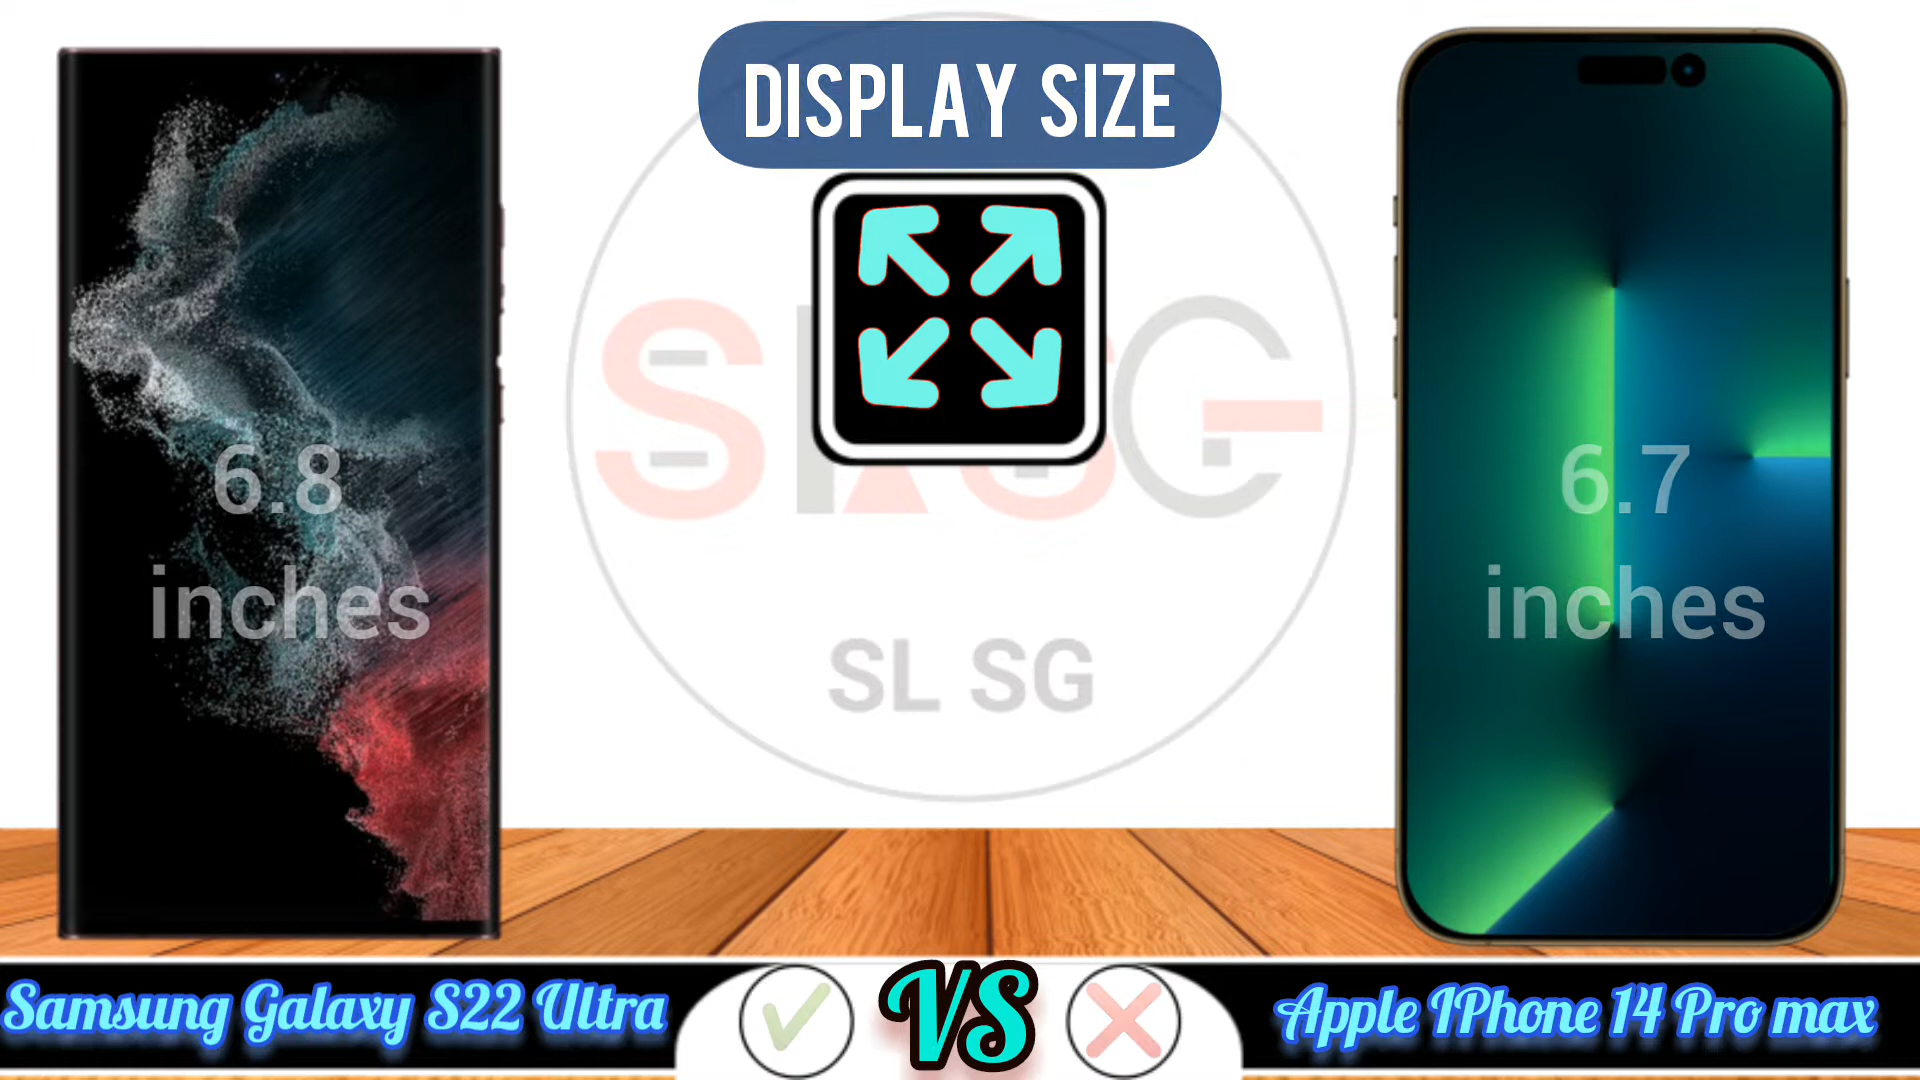 DISPLAY SIZE
SLSG
6.8
inches
6.7
inches
SL SG
Samsung Galaxy S22 Ultra
VS
Apple IPhone 14 Pro max